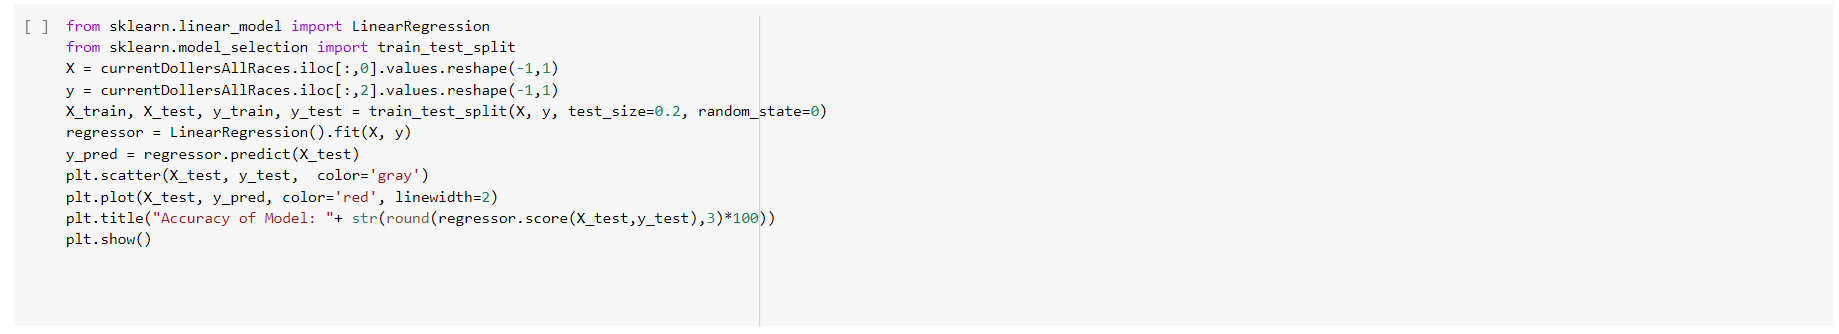 [ ] from sklearn.linear_model import LinearRegression
from sklearn.model_selection import train_test_split
X = currentDollersAllRaces.iloc[:,0].values.reshape(-1,1)
y = currentDollersAllRaces.iloc[:,2].values.reshape(-1,1)
X_train, X_test, y_train, y_test = train_test_split(X, y, test_size=0.2, random_state=0)
regressor = LinearRegression().fit(X, y)
y_pred = regressor.predict(X_test)
plt.scatter(X_test, y_test,  color='gray')
plt.plot(X_test, y_pred, color='red', linewidth=2)
plt.title("Accuracy of Model: "+ str(round(regressor.score(X_test,y_test),3)*100))
plt.show()